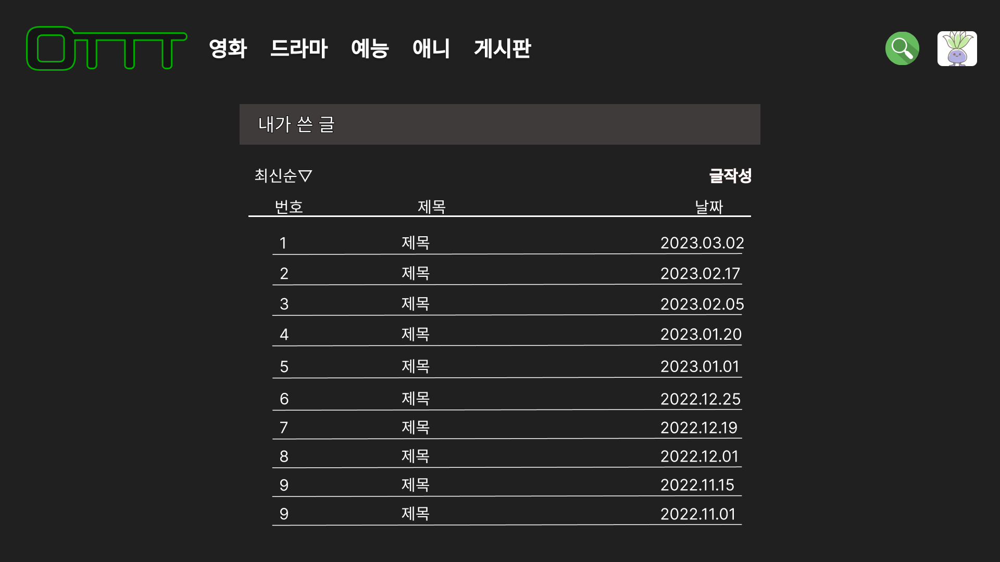 OTTT 영화 드라마 예능 애니 게시판
내가 쓴 글
최신순▽ 글작성
번호 제목 날짜
1 제목 2023.03.02
2 제목 2023.02.17
3 제목 2023.02.05
4 제목 2023.01.20
5 제목 2023.01.01
6 제목 2022.12.25
7 제목 2022.12.19
8 제목 2022.12.01
9 제목 2022.11.15
9 제목 2022.11.01